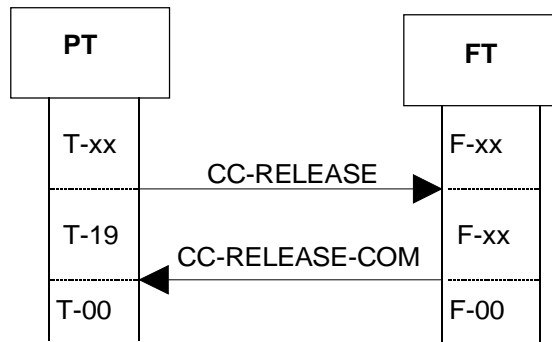 PT
FT
T-xx
F-xx
CC-RELEASE
T-19
F-xx
CC-RELEASE-COM
T-00
F-00